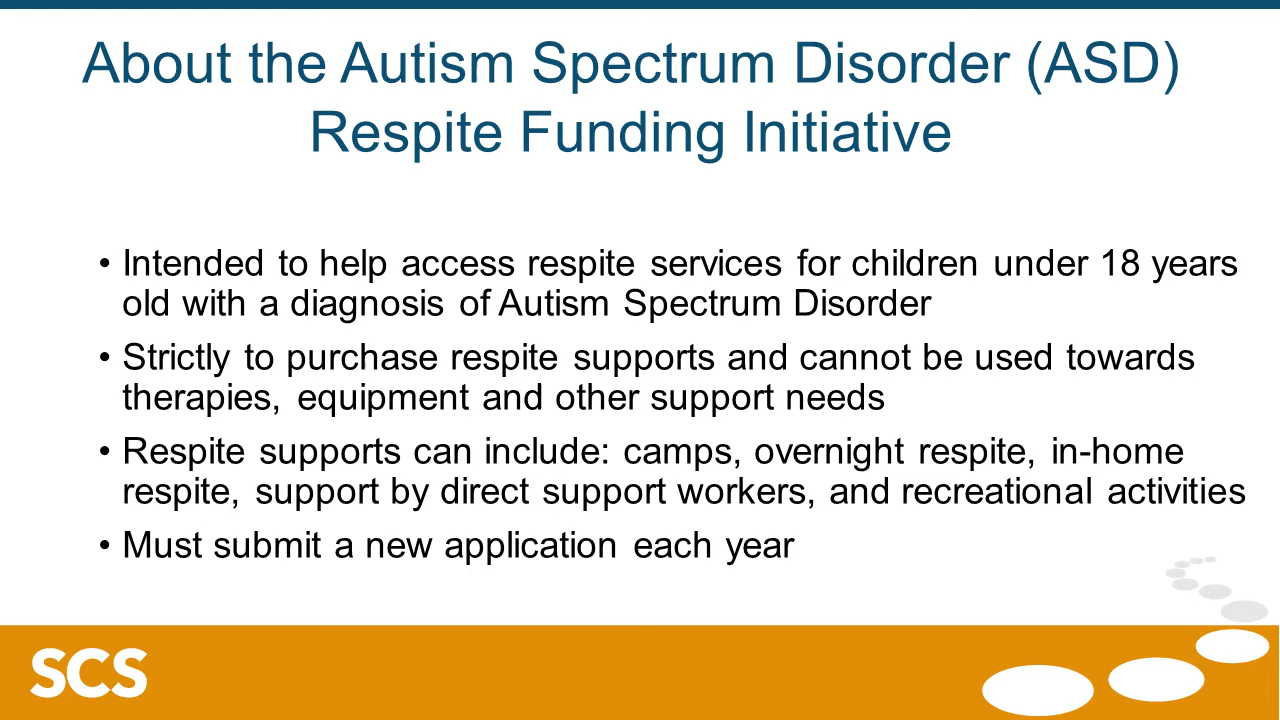 About the Autism Spectrum Disorder (ASD)
Respite Funding Initiative
• Intended to help access respite services for children under 18 years
old with a diagnosis of Autism Spectrum Disorder
• Strictly to purchase respite supports and cannot be used towards
therapies, equipment and other support needs
• Respite supports can include: camps, overnight respite, in-home
respite, support by direct support workers, and recreational activities
• Must submit a new application each year
SCS